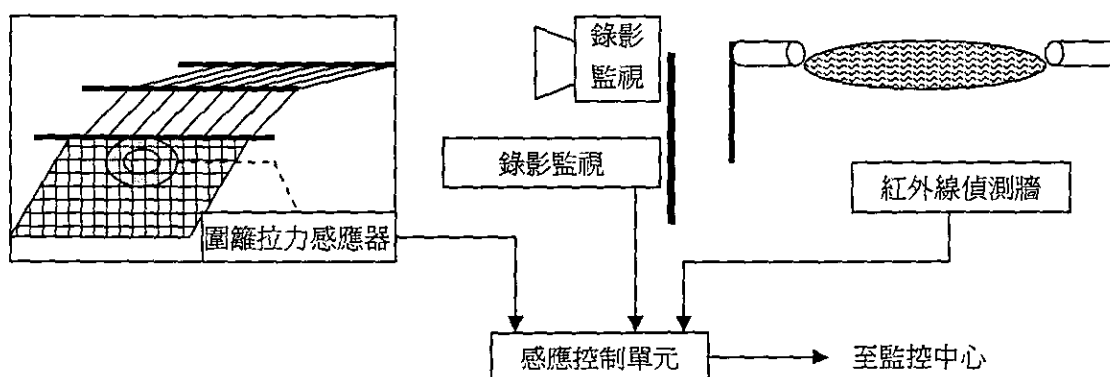 錄影
監視
錄影監視
紅外線偵測牆
圍籬拉力感應器
感應控制單元
至監控中心